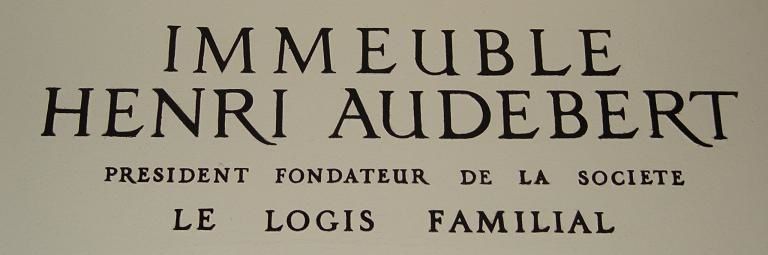 IMMEUBLE
HENRI AUDEBERT
PRESIDENT FONDATEUR DE LA SOCIETE
LE LOGIS FAMILIAL